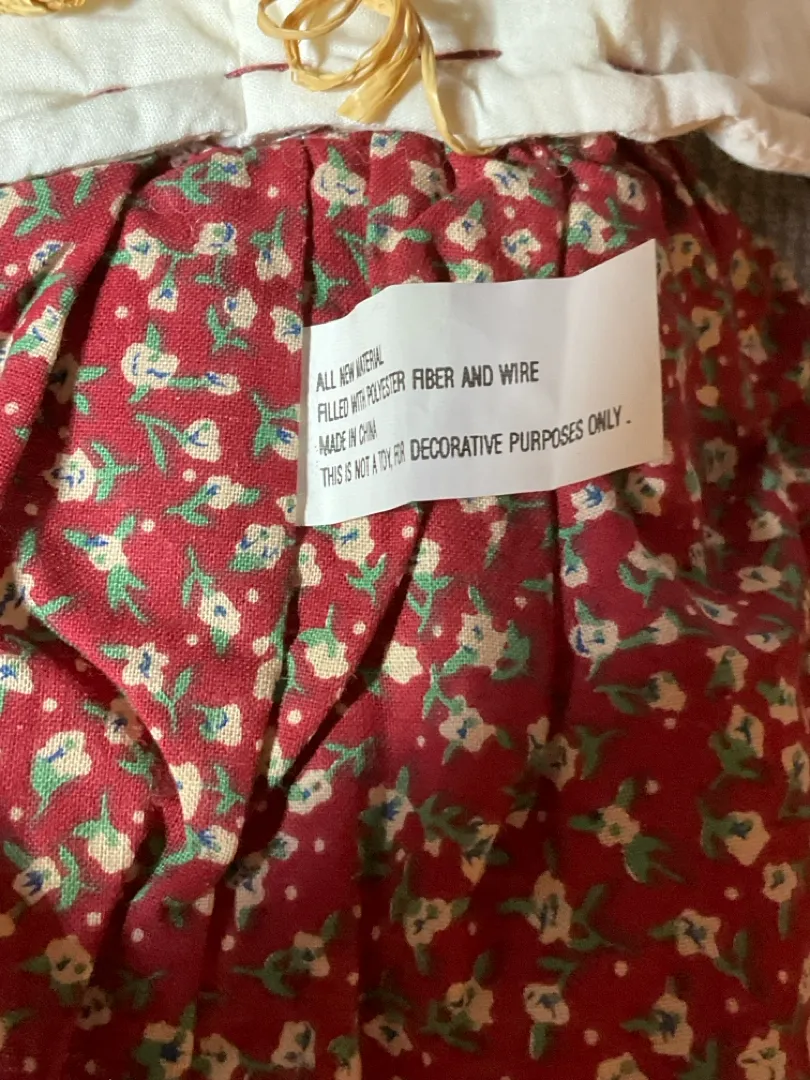 ALL NEW MATERIAL
FILLED WITH POLYESTER FIBER AND WIRE
MADE IN CHINA
THIS IS NOT A TOY, FOR DECORATIVE PURPOSES ONLY.